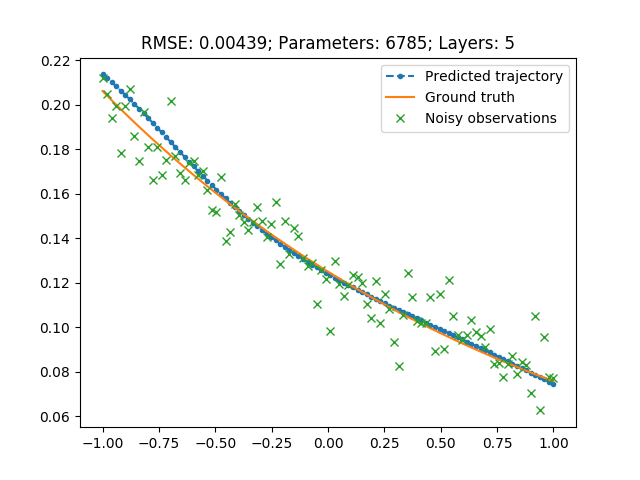 RMSE: 0.00439; Parameters: 6785; Layers: 5
0.22
0.20
0.18
0.16
0.14
0.12
0.10
0.08
0.06
Predicted trajectory
Ground truth
Noisy observations
−1.00 −0.75 −0.50 −0.25 0.00 0.25 0.50 0.75 1.00